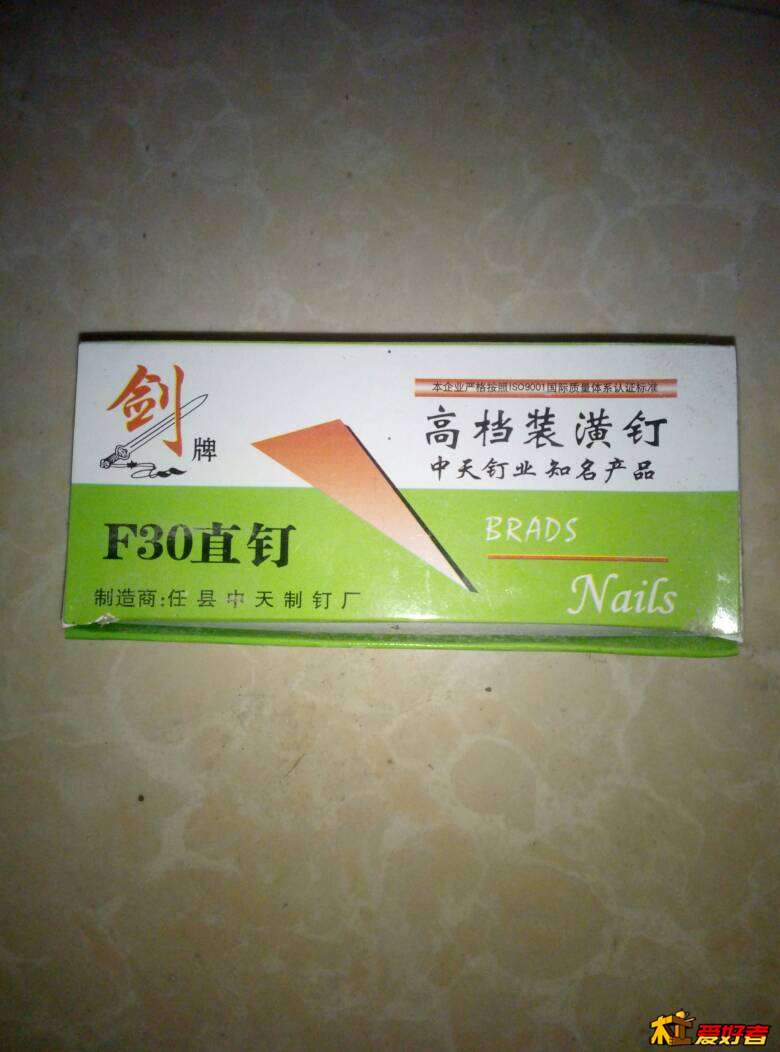 剑牌
本企业严格按照ISO9001国际质量体系认证标准
高档装潢钉
中天钉业知名产品
F30直钉
BRADS
制造商:任县中天制钉厂
Nails
木工爱好者